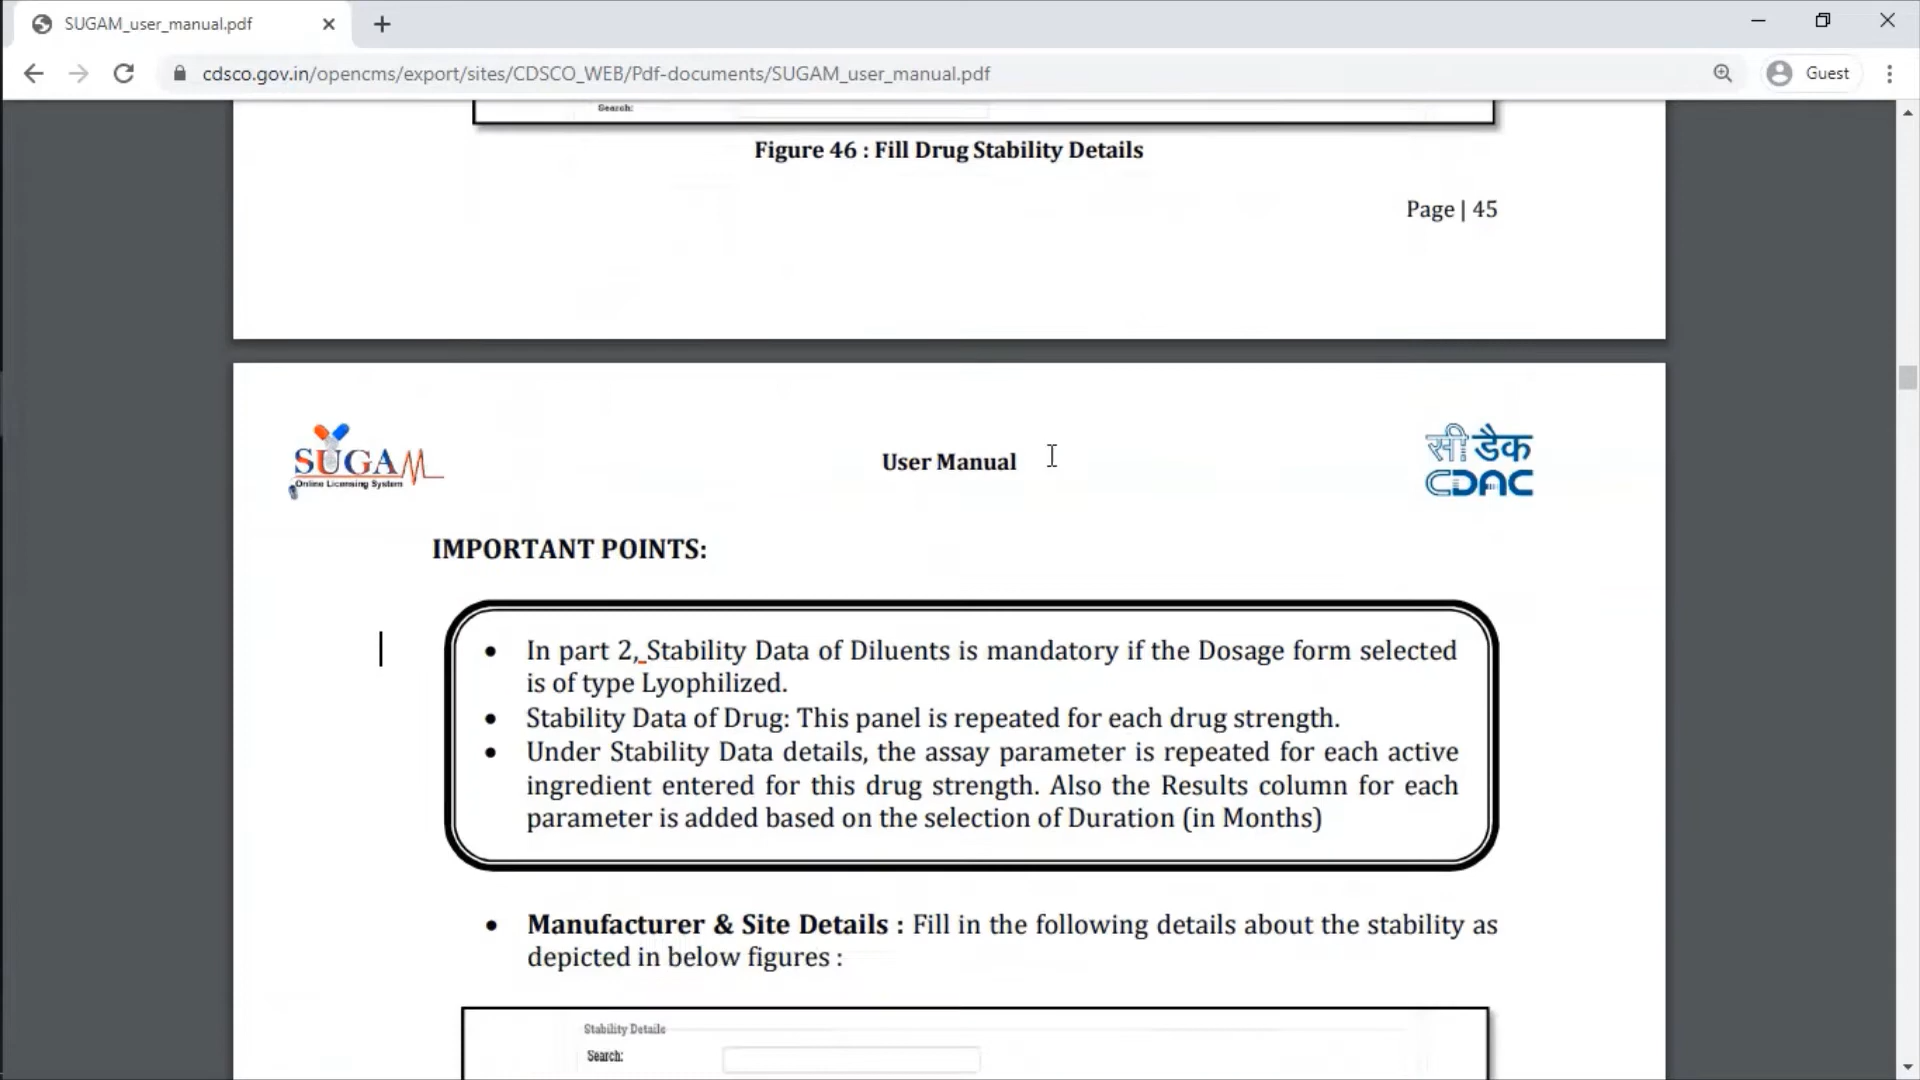 SUGAM_user_manual.pdf
cdsco.gov.in/opencms/export/sites/CDSCO_WEB/Pdf-documents/SUGAM_user_manual.pdf
Guest
Search:
Figure 46 : Fill Drug Stability Details
Page | 45
SUGAM
Online Licensing System
User Manual
सी डैक
CDAC
IMPORTANT POINTS:
• In part 2, Stability Data of Diluents is mandatory if the Dosage form selected
is of type Lyophilized.
• Stability Data of Drug: This panel is repeated for each drug strength.
• Under Stability Data details, the assay parameter is repeated for each active
ingredient entered for this drug strength. Also the Results column for each
parameter is added based on the selection of Duration (in Months)
• Manufacturer & Site Details : Fill in the following details about the stability as
depicted in below figures :
Stability Details
Search: